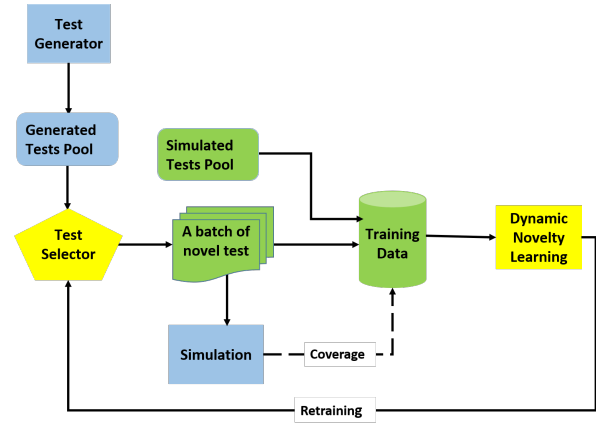 Test
Generator
Generated
Tests Pool
Simulated
Tests Pool
Test
Selector
A batch of
novel test
Training
Data
Dynamic
Novelty
Learning
Simulation
Coverage
Retraining